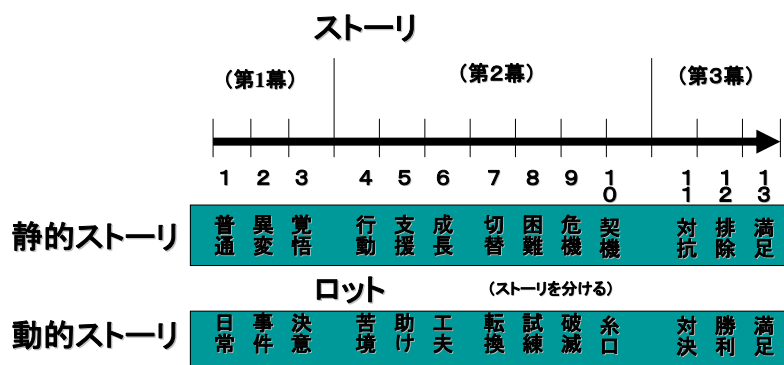 ストーリ
(第1幕) (第2幕) (第3幕)
1 2 3 4 5 6 7 8 9 10 11 12 13
静的ストーリ 普通 異変 覚悟 行動 支援 成長 切替 困難 危機 契機 対抗 排除 満足
ロット (ストーリを分ける)
動的ストーリ 日常 事件 決意 苦境 助け 工夫 転換 試練 破滅 糸口 対決 勝利 満足